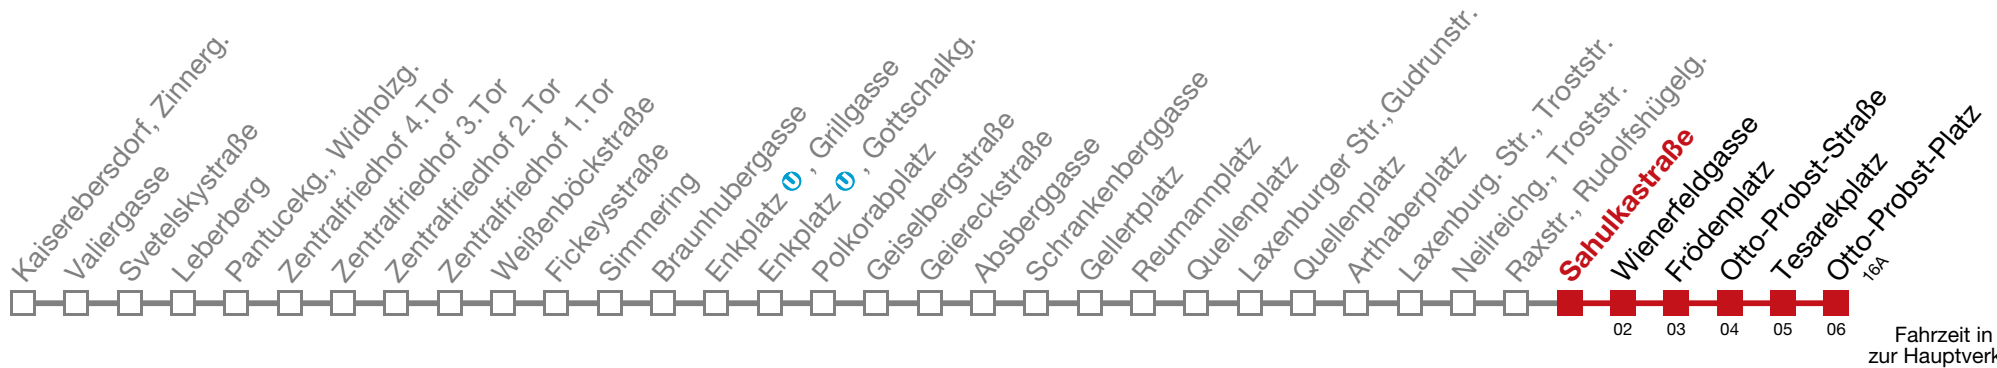 Kaiserebersdorf, Zinnerg.
Valiergasse
Svetelskystraße
Leberberg
Pantucekg., Widholzg.
Zentralfriedhof 4.Tor
Zentralfriedhof 3.Tor
Zentralfriedhof 2.Tor
Zentralfriedhof 1.Tor
Weißenböckstraße
Fickeysstraße
Simmering
Braunhubergasse
Enkplatz U, Grillgasse
Enkplatz U, Gottschalkg.
Polkorabplatz
Geiselbergstraße
Geiereckstraße
Absberggasse
Schrankenberggasse
Gellertplatz
Reumannplatz
Quellenplatz
Laxenburger Str.,Gudrunstr.
Quellenplatz
Arthaberplatz
Laxenburg. Str., Troststr.
Neilreichg., Troststr.
Raxstr., Rudolfshügelg.
Sahulkastraße
Wienerfeldgasse
Frödenplatz
Otto-Probst-Straße
Tesarekplatz
Otto-Probst-Platz
16A
02 03 04 05 06
Fahrzeit in
zur Hauptverk